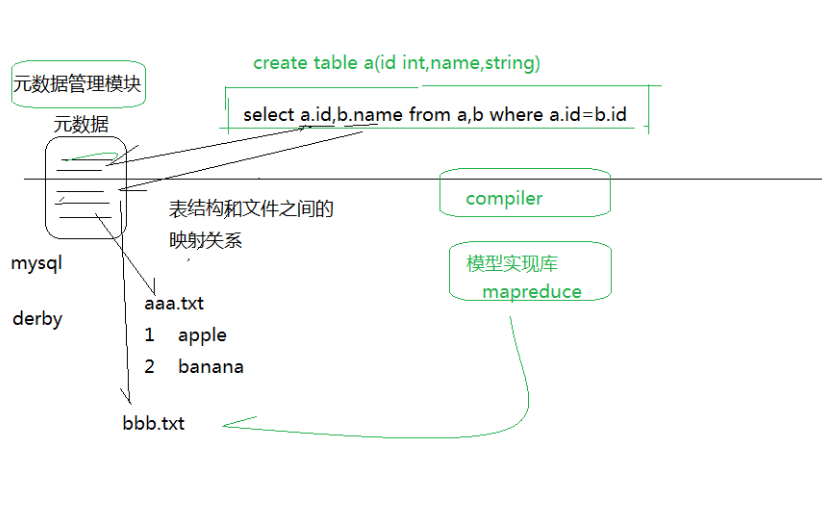 create table a(id int,name,string)
元数据管理模块
select a.id,b.name from a,b where a.id=b.id
元数据
compiler
表结构和文件之间的
映射关系
mysql
模型实现库
mapreduce
aaa.txt
derby
1 apple
2 banana
bbb.txt